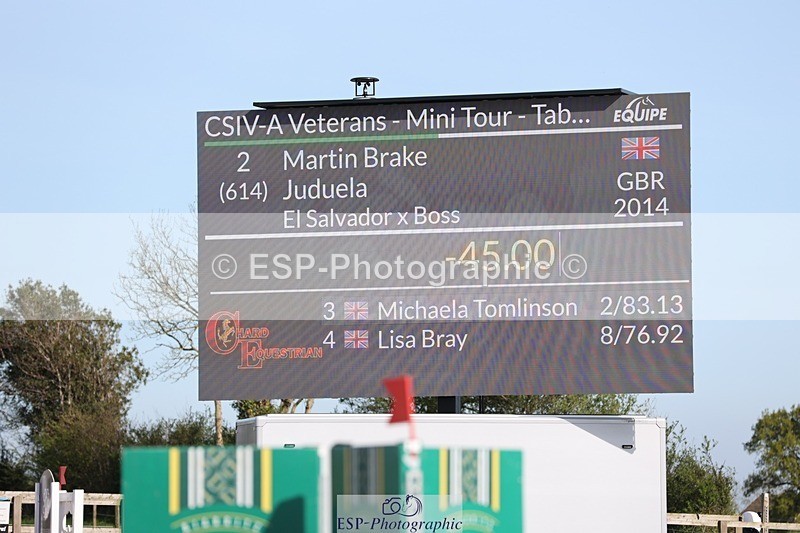 CSIV-A Veterans - Mini Tour - Tab...
EQUIPE
2 Martin Brake
(614) Juduela GBR
El Salvador x Boss 2014
-45.00
© ESP-Photographic ©
3 Michaela Tomlinson 2/83.13
4 Lisa Bray 8/76.92
CHARD
EQUESTRIAN
ESP-Photographic